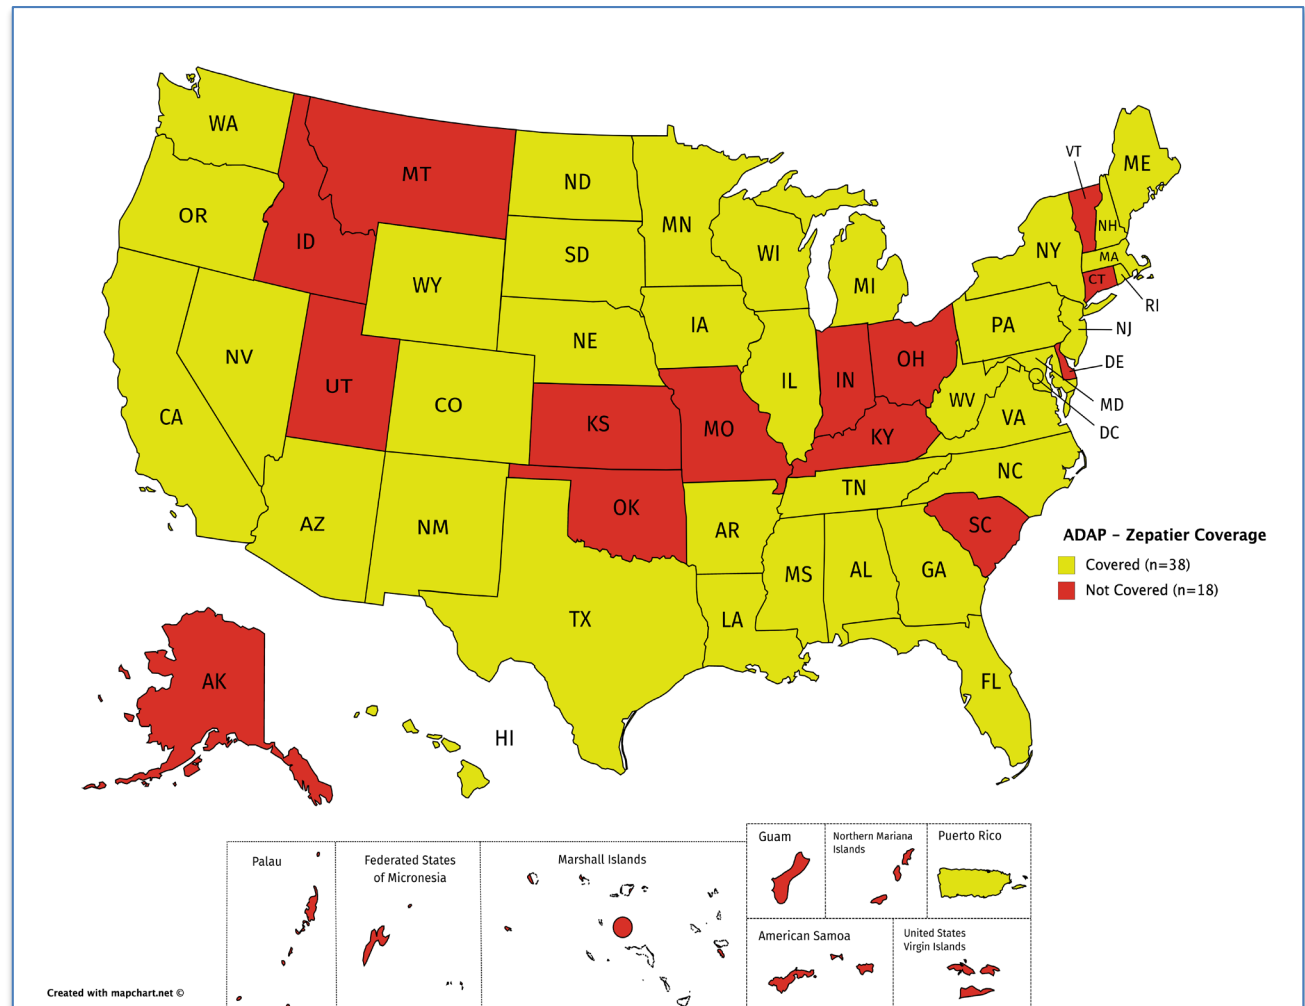 WA
MT
ND
MN
VT
ME
OR
ID
SD
WI
NY
NH
MA
CT
RI
WY
MI
NV
NE
IA
PA
NJ
DE
UT
CO
IL
IN
OH
WV
VA
MD
DC
CA
KS
MO
KY
AZ
NM
OK
AR
TN
NC
SC
MS
AL
GA
TX
LA
FL
AK
HI
ADAP – Zepatier Coverage
Covered (n=38)
Not Covered (n=18)
Palau
Federated States
of Micronesia
Marshall Islands
Guam
Northern Mariana
Islands
Puerto Rico
American Samoa
United States
Virgin Islands
Created with mapchart.net ©